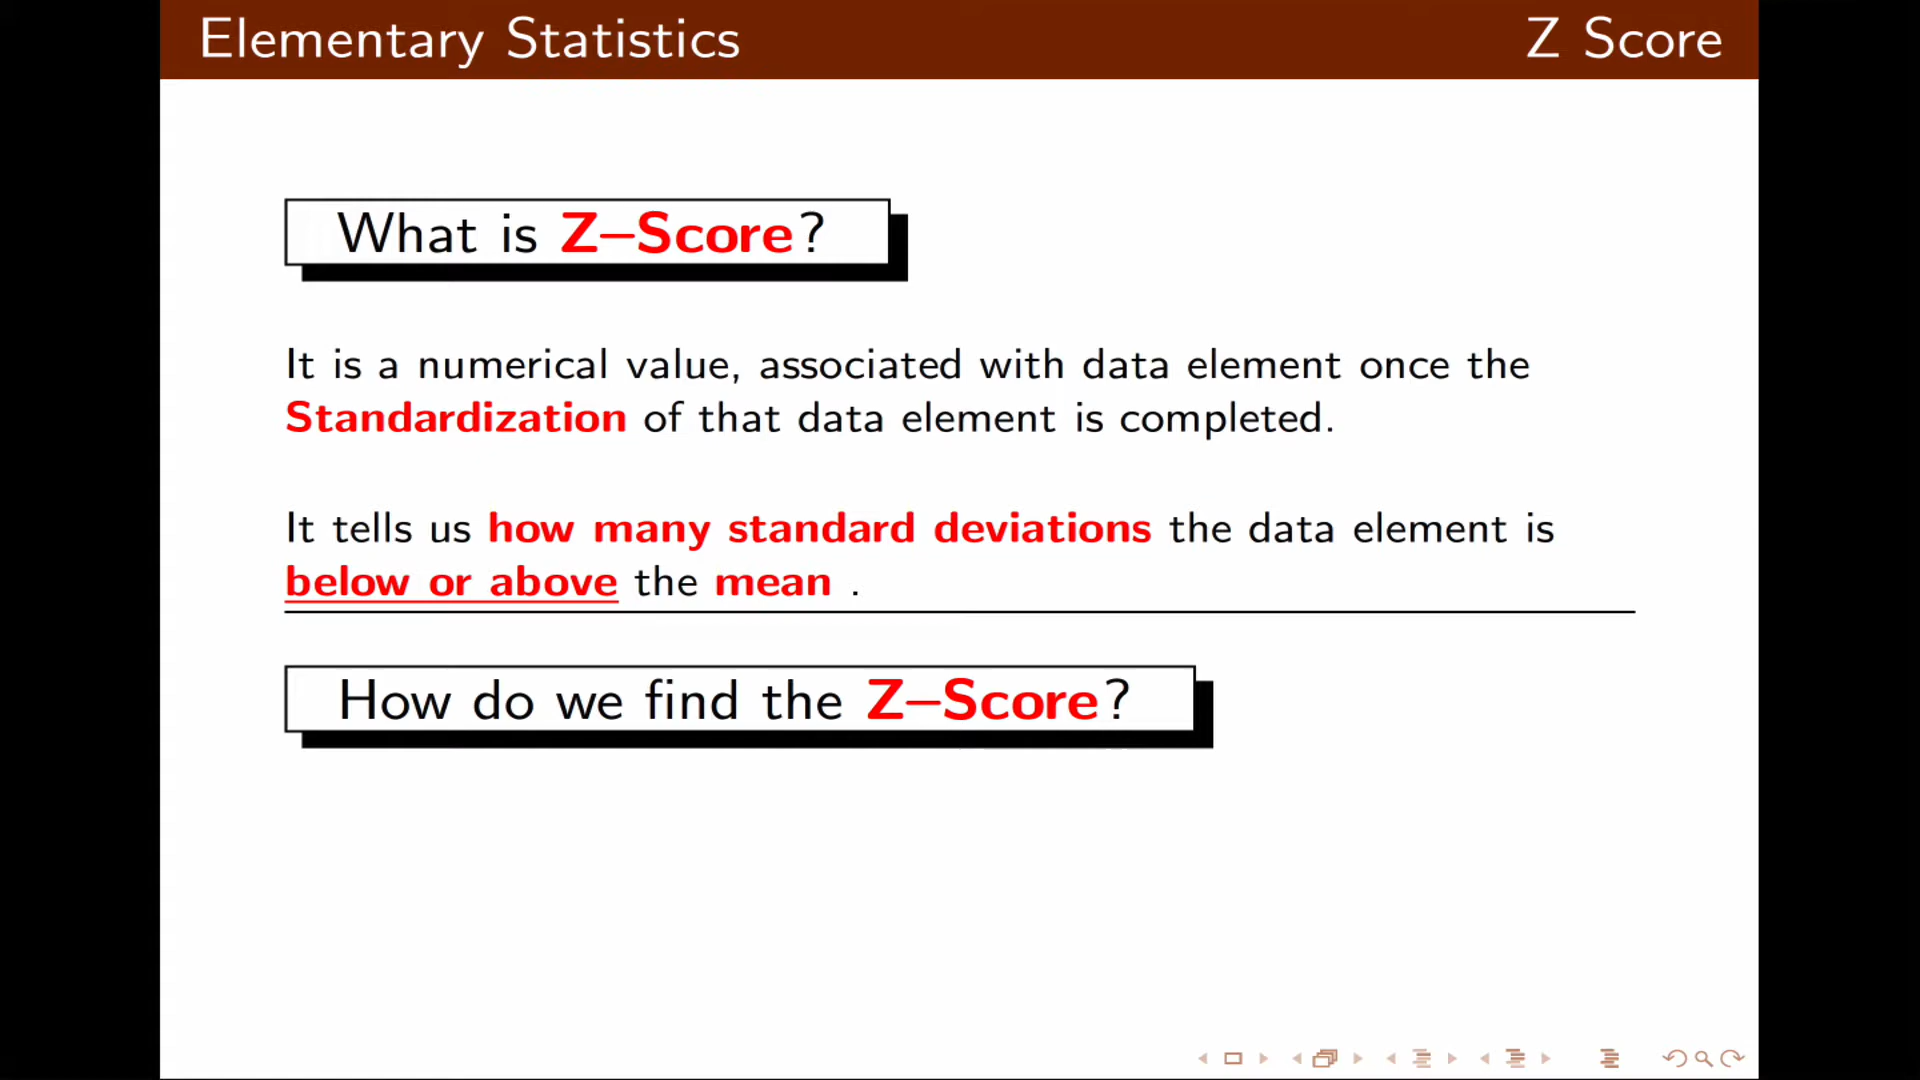 Elementary Statistics Z Score
What is Z–Score?
It is a numerical value, associated with data element once the
Standardization of that data element is completed.
It tells us how many standard deviations the data element is
below or above the mean .
How do we find the Z–Score?